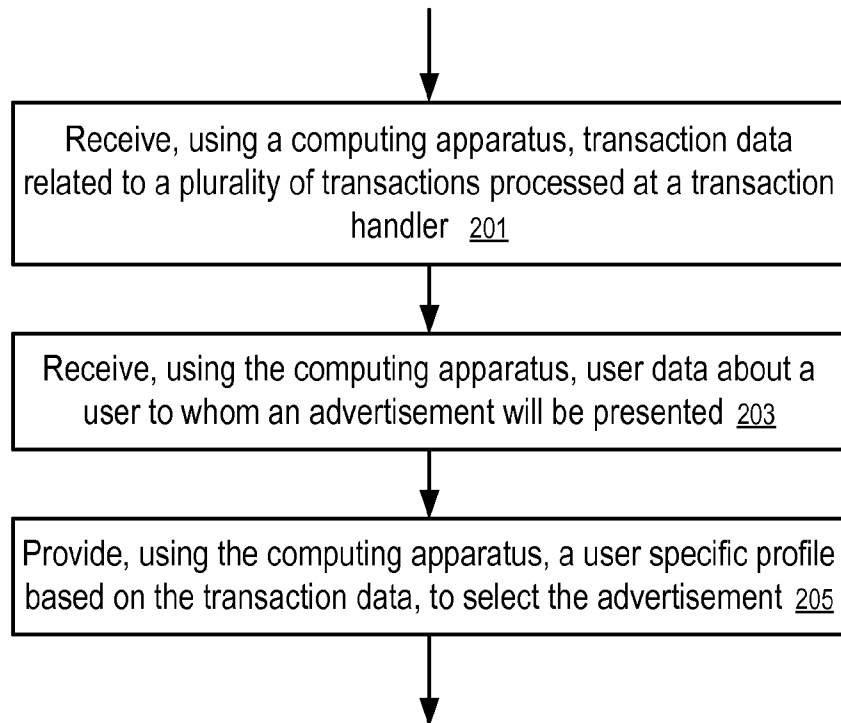 Receive, using a computing apparatus, transaction data
related to a plurality of transactions processed at a transaction
handler 201
Receive, using the computing apparatus, user data about a
user to whom an advertisement will be presented 203
Provide, using the computing apparatus, a user specific profile
based on the transaction data, to select the advertisement 205